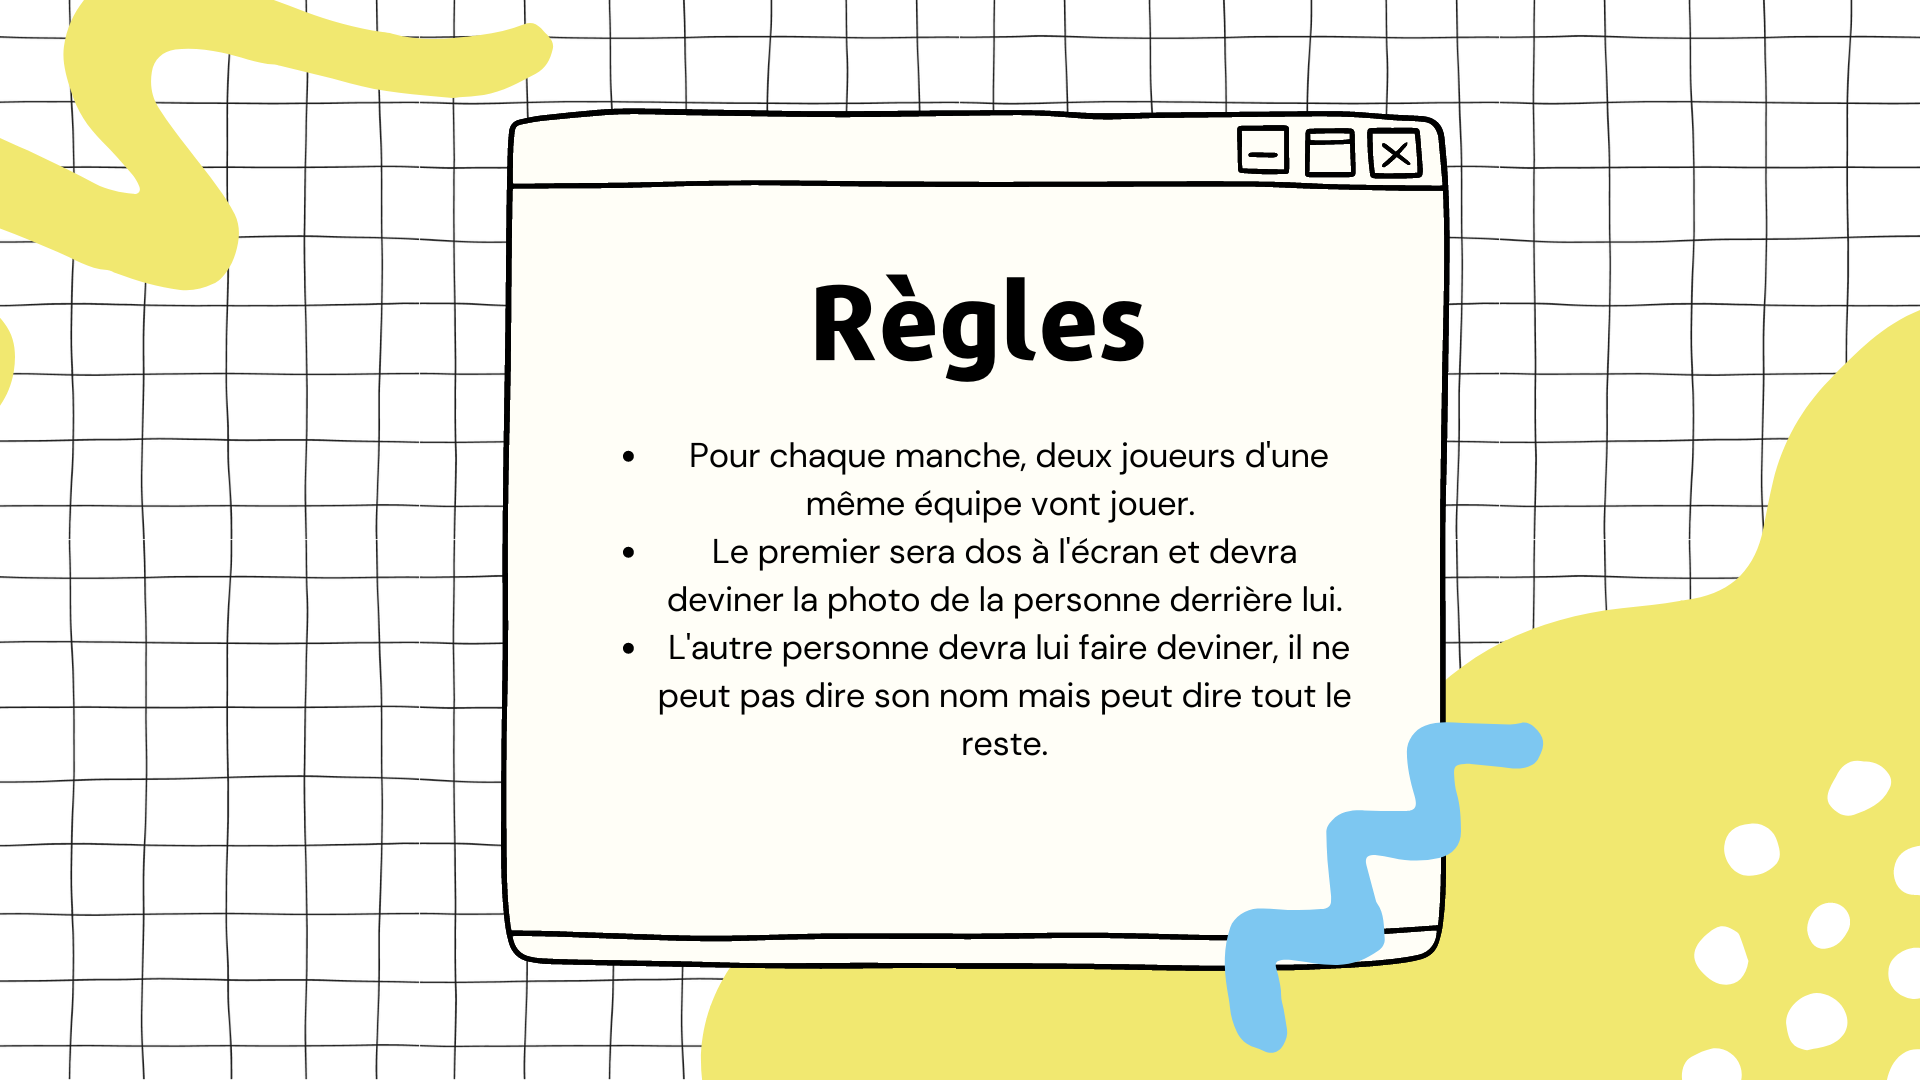 Règles
• Pour chaque manche, deux joueurs d'une
même équipe vont jouer.
• Le premier sera dos à l'écran et devra
deviner la photo de la personne derrière lui.
• L'autre personne devra lui faire deviner, il ne
peut pas dire son nom mais peut dire tout le
reste.